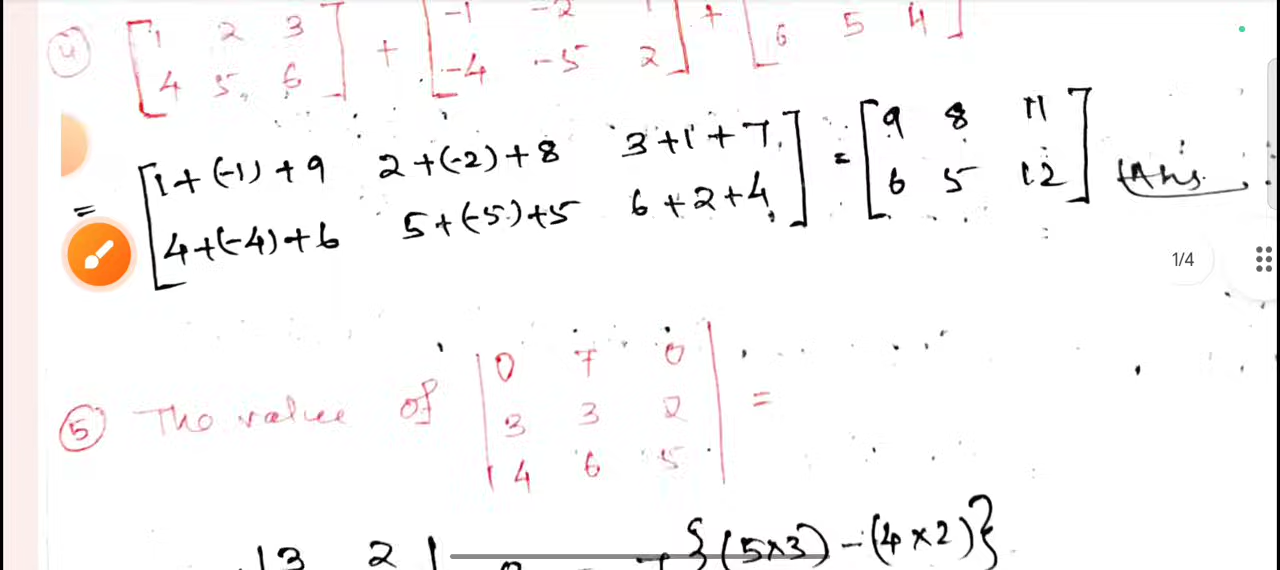 ④ [1 2 3 + [-1 -2 1 + [
4 5 6] -4 -5 2] 6 5 4]
= [1+(-1)+9 2+(-2)+8 3+1+7 = [9 8 11
4+(-4)+6 5+(-5)+5 6+2+4] 6 5 12] Ans.
1/4
⑤ The value of |0 7 0
3 3 2 | =
4 6 5|
|3 2| {(5×3)-(4×2)}